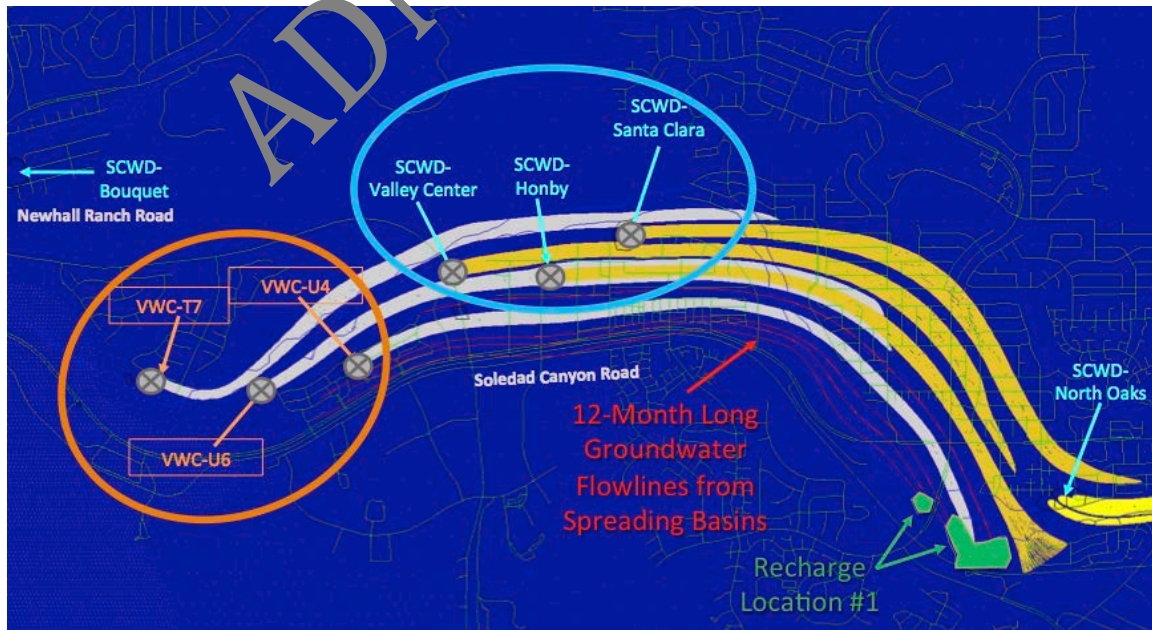 ADM
SCWD-
Santa Clara
SCWD-
Valley Center
SCWD-
Honby
SCWD-
Bouquet
Newhall Ranch Road
VWC-U4
VWC-T7
VWC-U6
Soledad Canyon Road
SCWD-
North Oaks
12-Month Long
Groundwater
Flowlines from
Spreading Basins
Recharge
Location #1